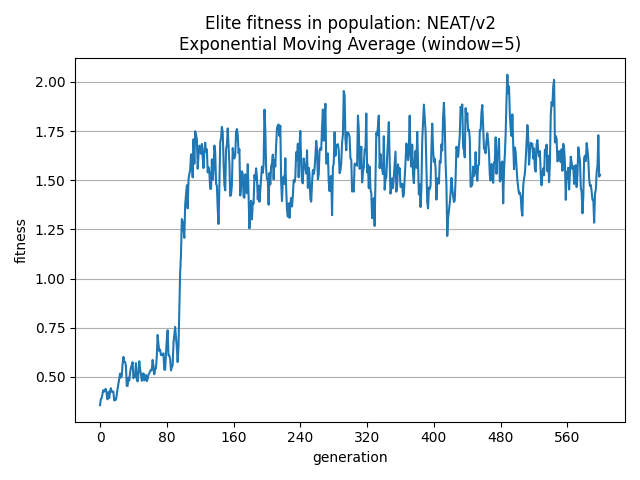 Elite fitness in population: NEAT/v2
Exponential Moving Average (window=5)
fitness
2.00
1.75
1.50
1.25
1.00
0.75
0.50
0 80 160 240 320 400 480 560
generation